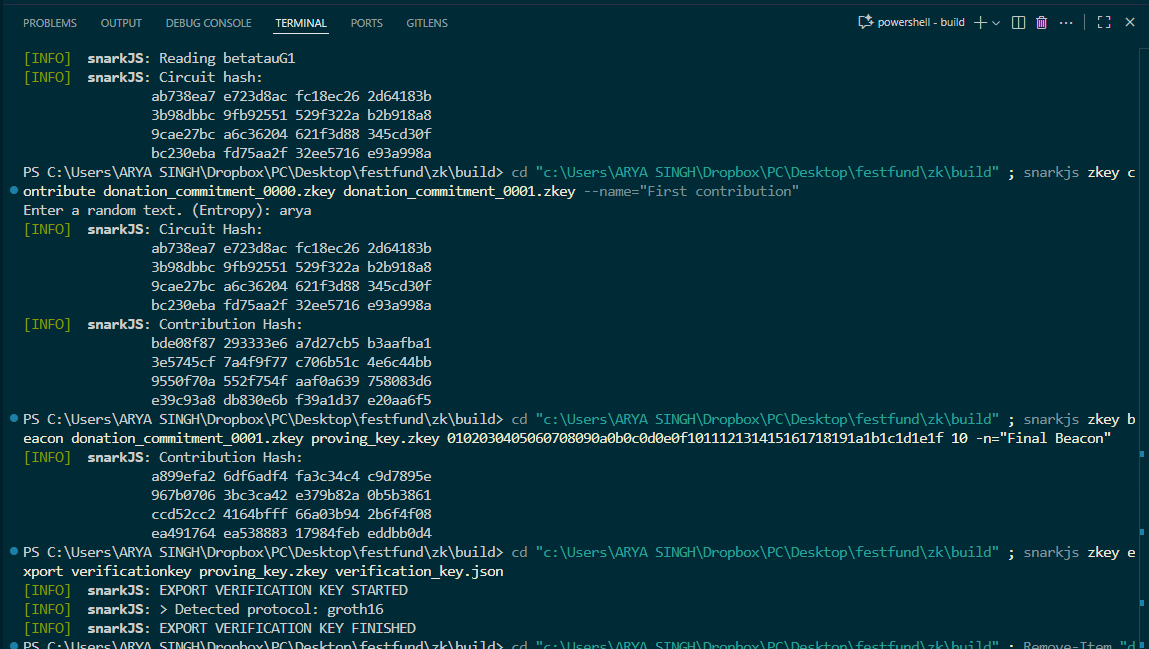 PROBLEMS OUTPUT DEBUG CONSOLE TERMINAL PORTS GITLENS powershell - build
[INFO] snarkJS: Reading betatauG1
[INFO] snarkJS: Circuit hash:
ab738ea7 e723d8ac fc18ec26 2d64183b
3b98dbbc 9fb92551 529f322a b2b918a8
9cae27bc a6c36204 621f3d88 345cd30f
bc230eba fd75aa2f 32ee5716 e93a998a
PS C:\Users\ARYA SINGH\Dropbox\PC\Desktop\festfund\zk\build> cd "c:\Users\ARYA SINGH\Dropbox\PC\Desktop\festfund\zk\build" ; snarkjs zkey c
ontribute donation_commitment_0000.zkey donation_commitment_0001.zkey --name="First contribution"
Enter a random text. (Entropy): arya
[INFO] snarkJS: Circuit Hash:
ab738ea7 e723d8ac fc18ec26 2d64183b
3b98dbbc 9fb92551 529f322a b2b918a8
9cae27bc a6c36204 621f3d88 345cd30f
bc230eba fd75aa2f 32ee5716 e93a998a
[INFO] snarkJS: Contribution Hash:
bde08f87 293333e6 a7d27cb5 b3aafba1
3e5745cf 7a4f9f77 c706b51c 4e6c44bb
9550f70a 552f754f aaf0a639 758083d6
e39c93a8 db830e6b f39a1d37 e20aa6f5
PS C:\Users\ARYA SINGH\Dropbox\PC\Desktop\festfund\zk\build> cd "c:\Users\ARYA SINGH\Dropbox\PC\Desktop\festfund\zk\build" ; snarkjs zkey b
eacon donation_commitment_0001.zkey proving_key.zkey 0102030405060708090a0b0c0d0e0f101112131415161718191a1b1c1d1e1f 10 -n="Final Beacon"
[INFO] snarkJS: Contribution Hash:
a899efa2 6df6adf4 fa3c34c4 c9d7895e
967b0706 3bc3ca42 e379b82a 0b5b3861
ccd52cc2 4164bfff 66a03b94 2b6f4f08
ea491764 ea538883 17984feb eddbb0d4
PS C:\Users\ARYA SINGH\Dropbox\PC\Desktop\festfund\zk\build> cd "c:\Users\ARYA SINGH\Dropbox\PC\Desktop\festfund\zk\build" ; snarkjs zkey e
xport verificationkey proving_key.zkey verification_key.json
[INFO] snarkJS: EXPORT VERIFICATION KEY STARTED
[INFO] snarkJS: > Detected protocol: groth16
[INFO] snarkJS: EXPORT VERIFICATION KEY FINISHED
PS C:\Users\ARYA SINGH\Dropbox\PC\Desktop\festfund\zk\build> cd "c:\Users\ARYA SINGH\Dropbox\PC\Desktop\festfund\zk\build" ; Remove-Item "d